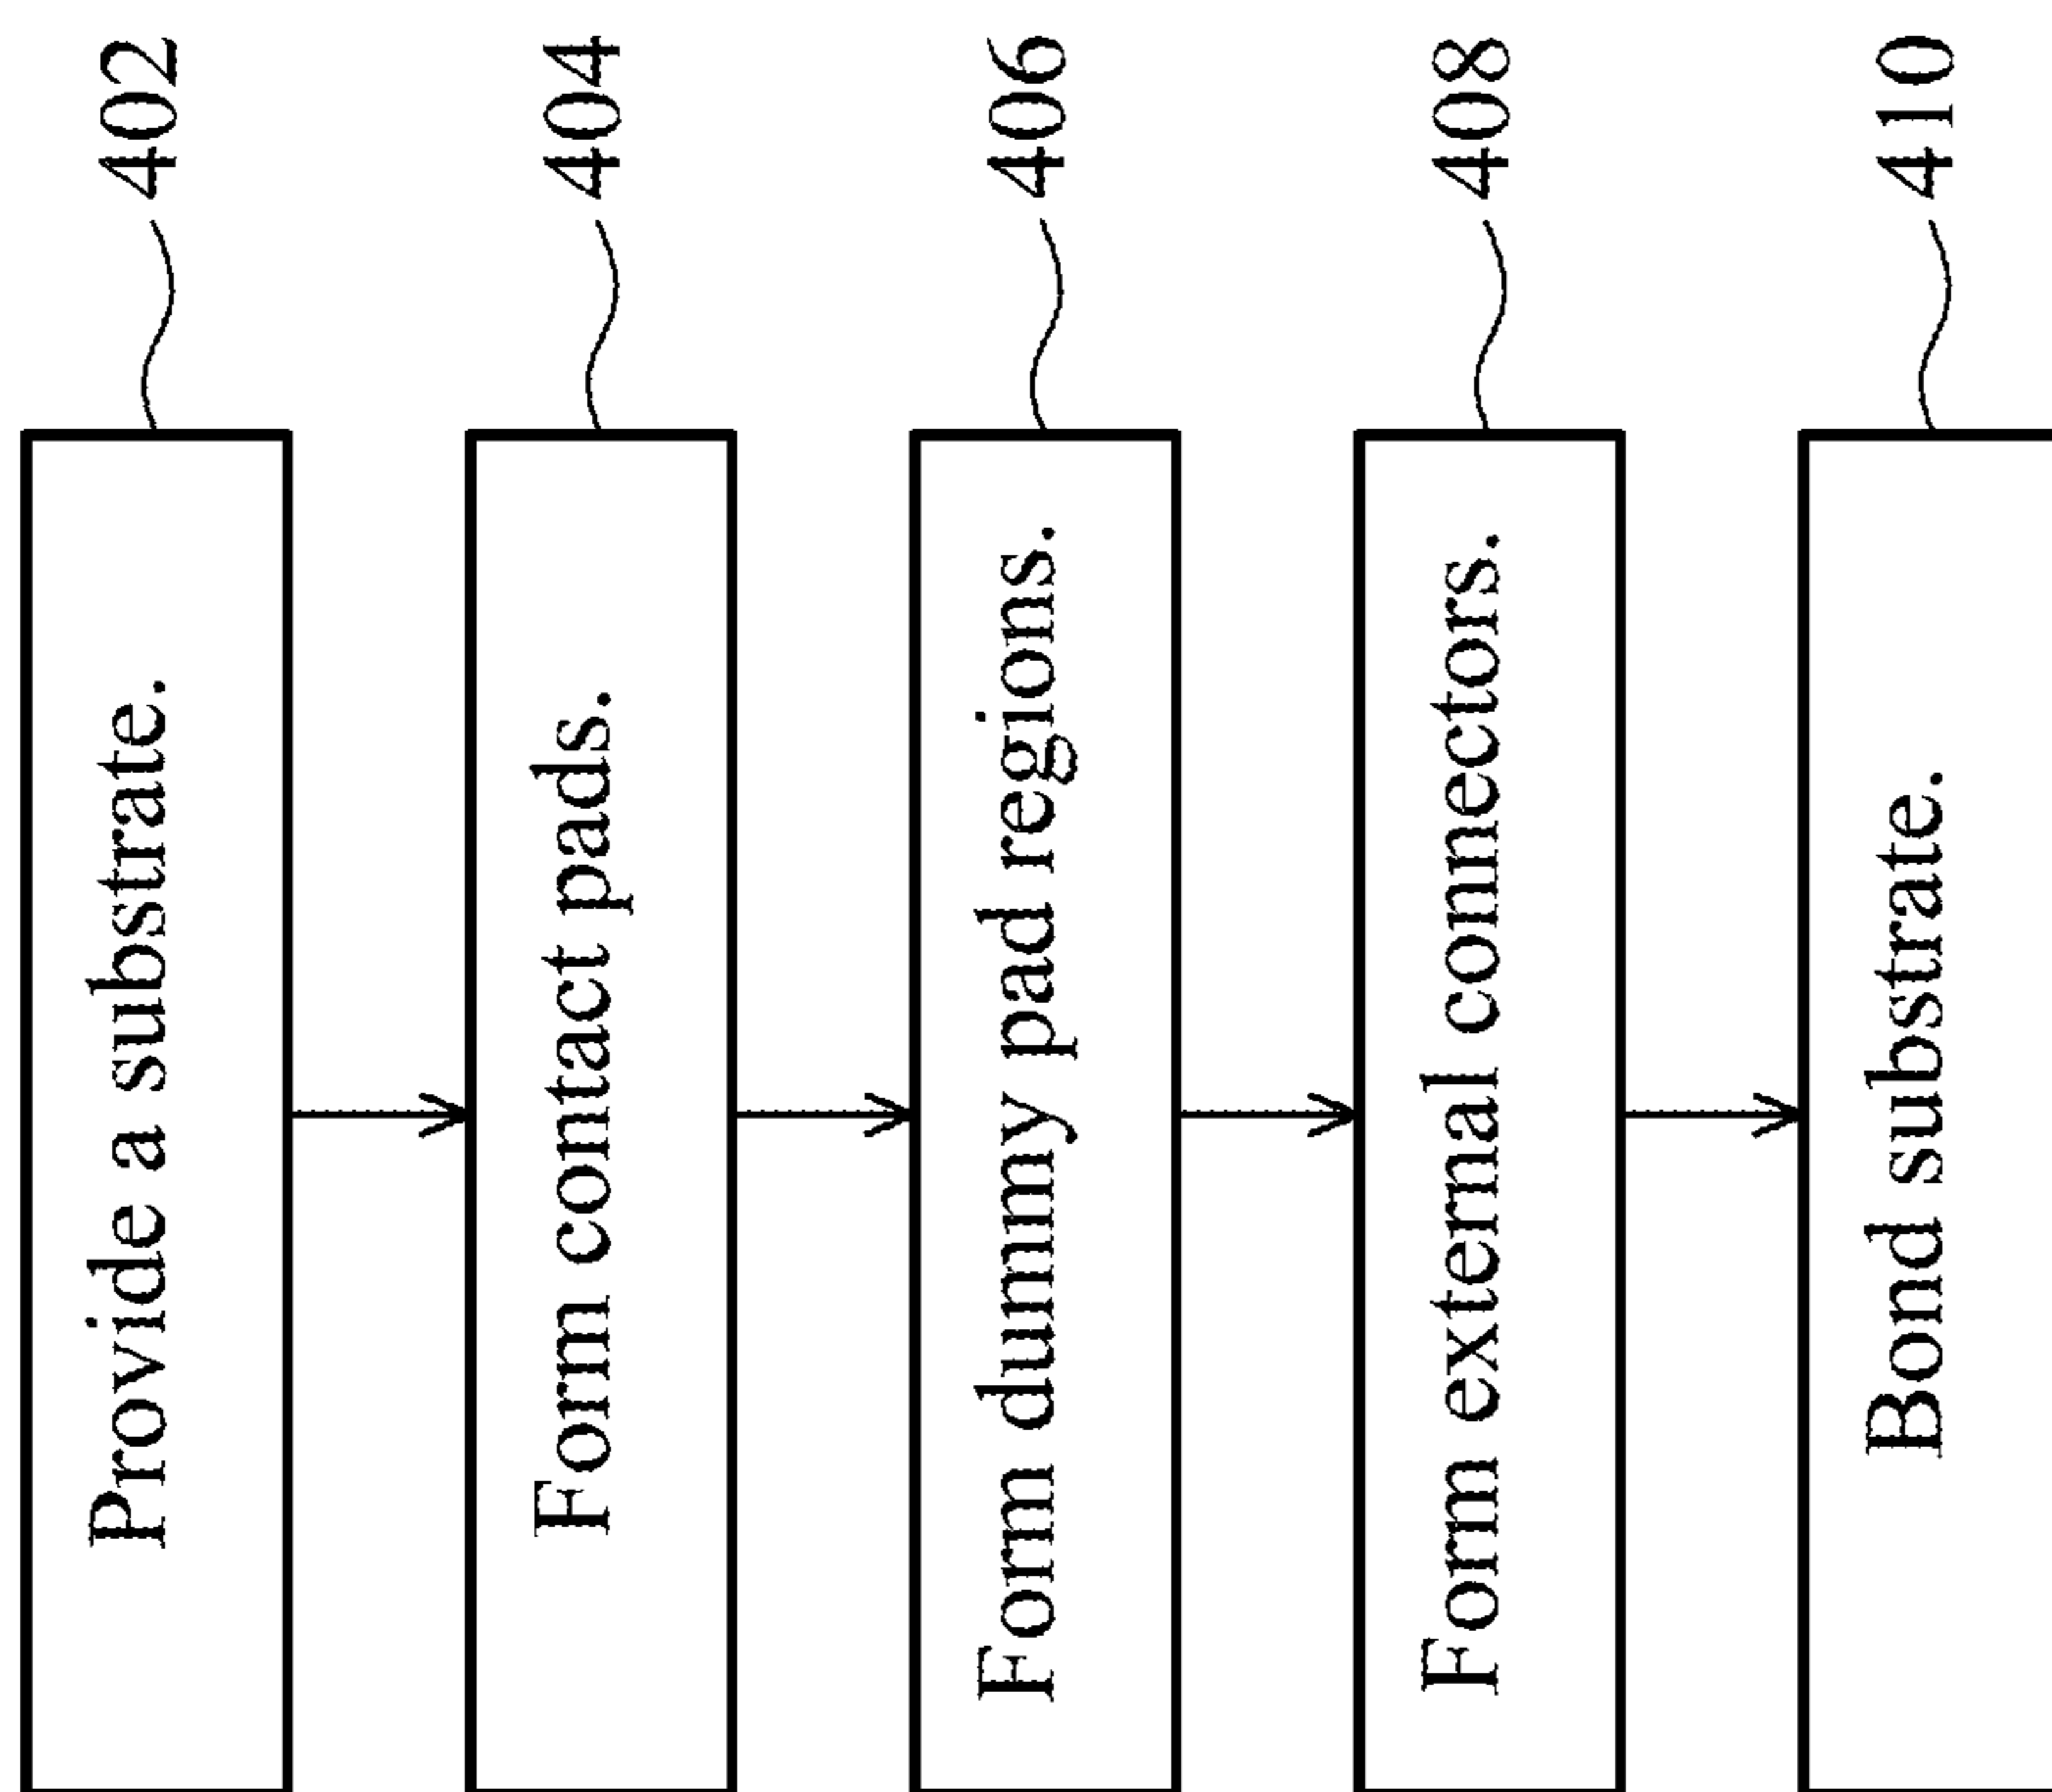 Provide a substrate.
402
Form contact pads.
404
Form dummy pad regions.
406
Form external connectors.
408
Bond substrate.
410